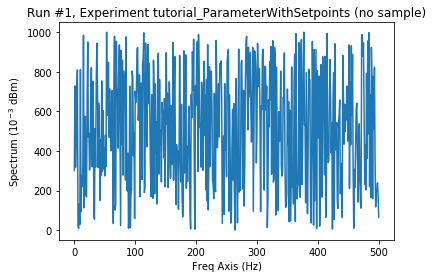 Run #1, Experiment tutorial_ParameterWithSetpoints (no sample)
1000
800
600
400
200
0
Spectrum (10⁻³ dBm)
0 100 200 300 400 500
Freq Axis (Hz)